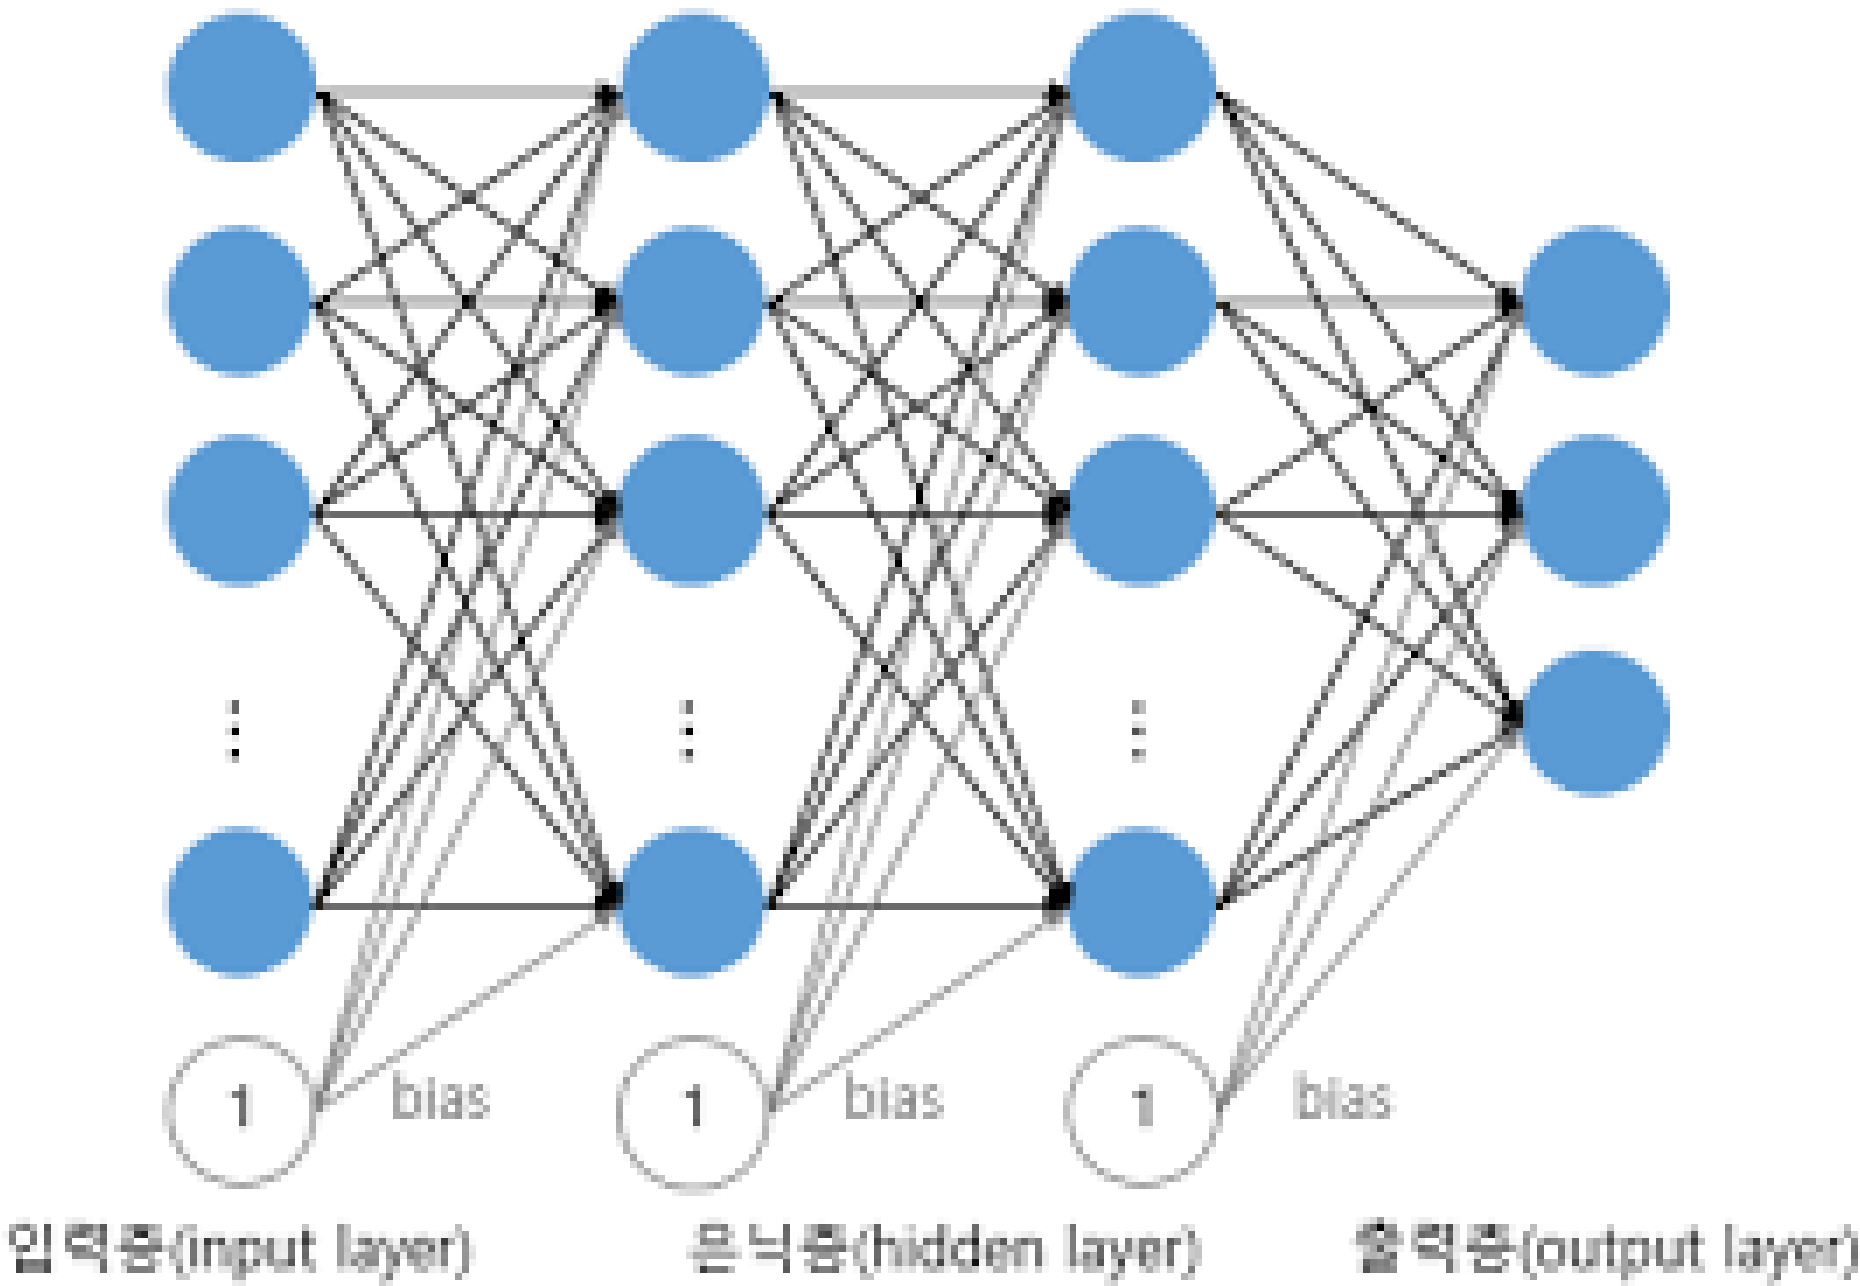 1 bias 1 bias 1 bias
입력층(input layer) 은닉층(hidden layer) 출력층(output layer)